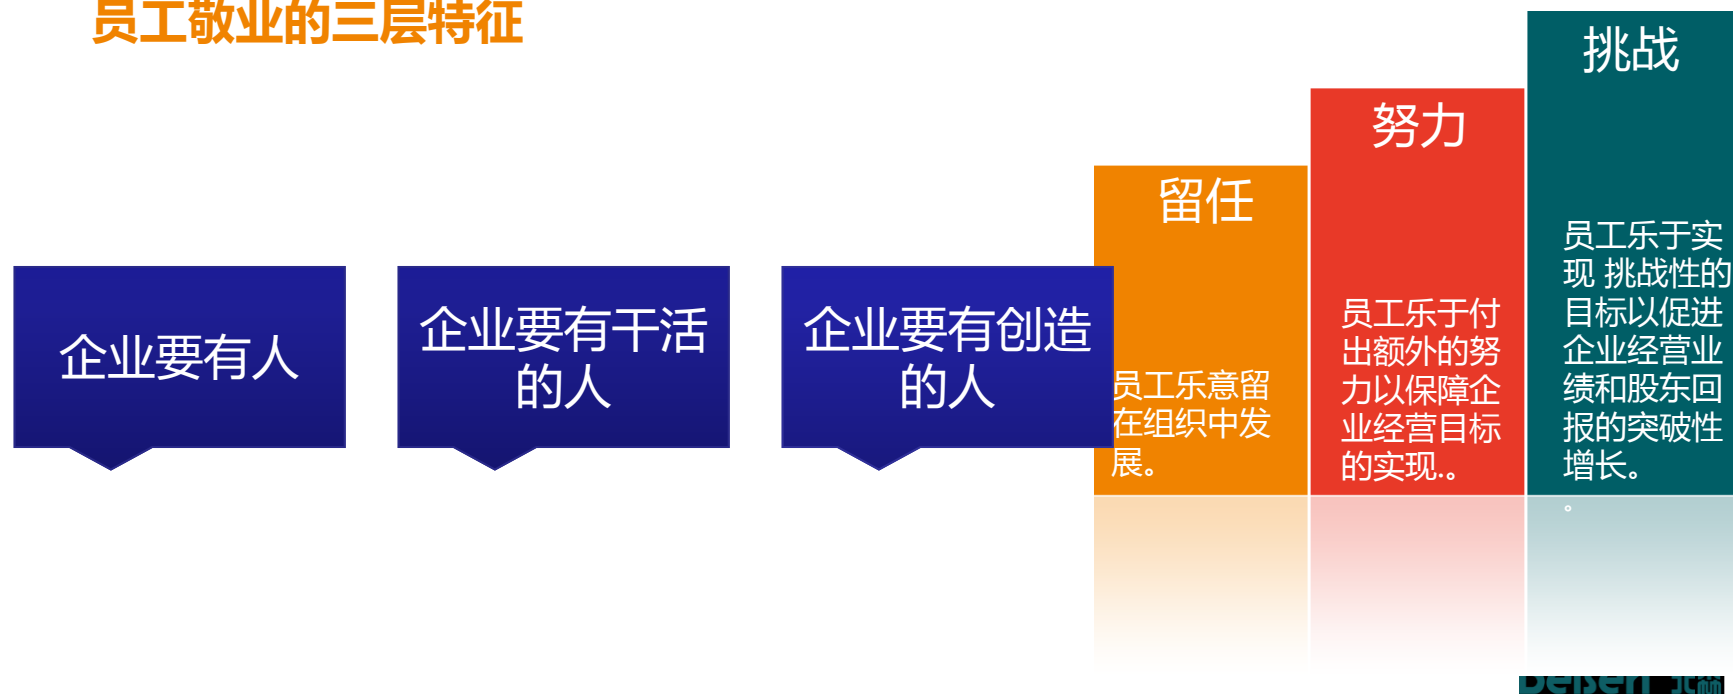 员工敬业的三层特征
企业要有人
企业要有干活
的人
企业要有创造
的人
留任
员工乐意留
在组织中发
展。
努力
员工乐于付
出额外的努
力以保障企
业经营目标
的实现.。
挑战
员工乐于实
现 挑战性的
目标以促进
企业经营业
绩和股东回
报的突破性
增长。
。
Beisen 北森